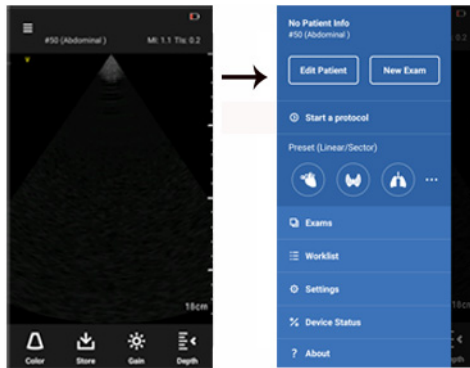 #50 (Abdominal )
MI: 1.1 TIs: 0.2
18cm
Color
Store
Gain
Depth
No Patient Info
#50 (Abdominal )
Edit Patient
New Exam
Start a protocol
Preset (Linear/Sector)
Exams
Worklist
Settings
Device Status
? About